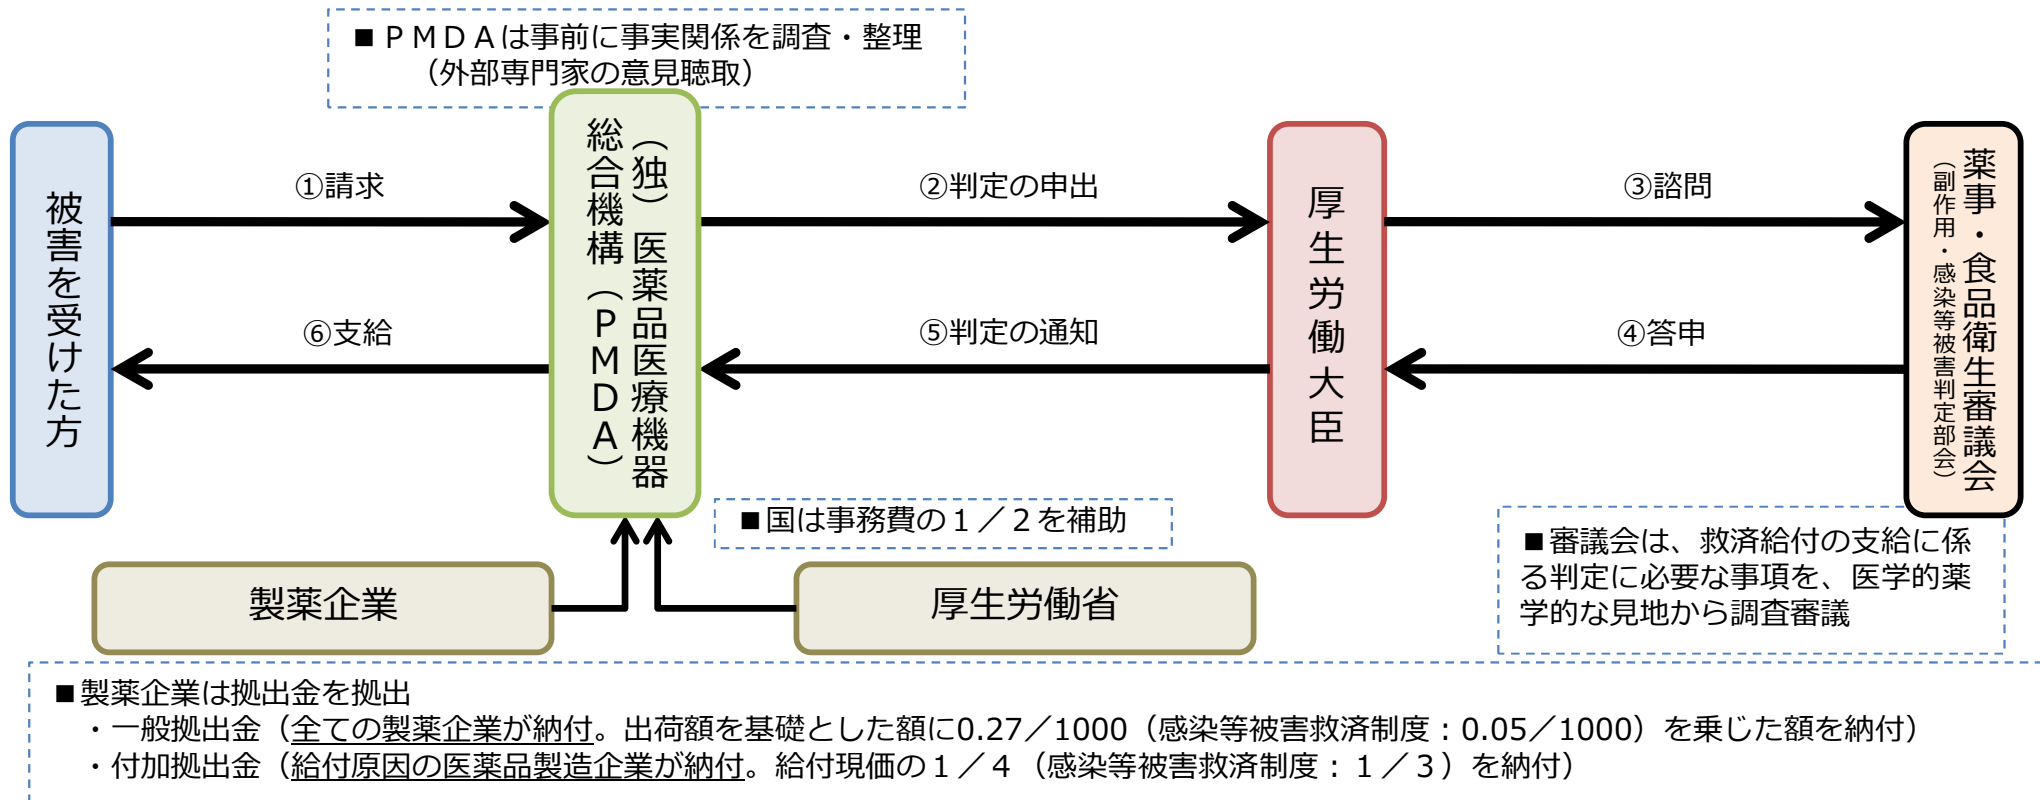 ■ＰＭＤＡは事前に事実関係を調査・整理
（外部専門家の意見聴取）
被害を受けた方
①請求
⑥支給
（独）医薬品医療機器
総合機構（ＰＭＤＡ）
②判定の申出
⑤判定の通知
厚生労働大臣
③諮問
④答申
薬事・食品衛生審議会
（副作用・感染等被害判定部会）
■国は事務費の１／２を補助
製薬企業
厚生労働省
■審議会は、救済給付の支給に係
る判定に必要な事項を、医学的薬
学的な見地から調査審議
■製薬企業は拠出金を拠出
・一般拠出金（全ての製薬企業が納付。出荷額を基礎とした額に0.27／1000（感染等被害救済制度：0.05／1000）を乗じた額を納付）
・付加拠出金（給付原因の医薬品製造企業が納付。給付現価の１／４（感染等被害救済制度：１／３）を納付）